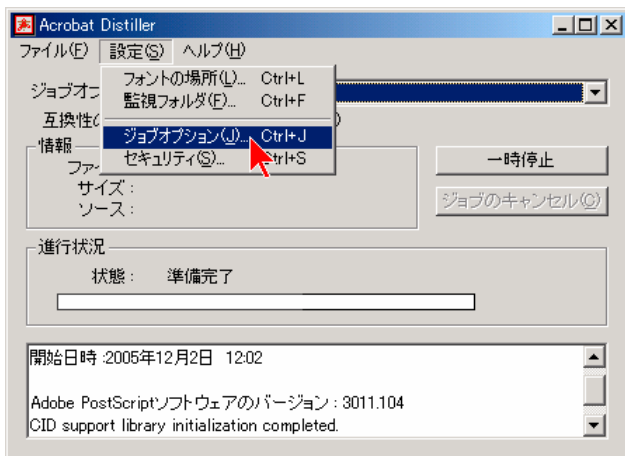 Acrobat Distiller
ファイル(F) 設定(S) ヘルプ(H)
フォントの場所(L)... Ctrl+L
監視フォルダ(F)... Ctrl+F
ジョブオプション(J)... Ctrl+J
セキュリティ(S)... Ctrl+S
ジョブオプ
互換性の
情報
ファイ
サイズ :
ソース :
一時停止
ジョブのキャンセル(C)
進行状況
状態 : 準備完了
開始日時 :2005年12月2日 12:02
Adobe PostScriptソフトウェアのバージョン : 3011.104
CID support library initialization completed.